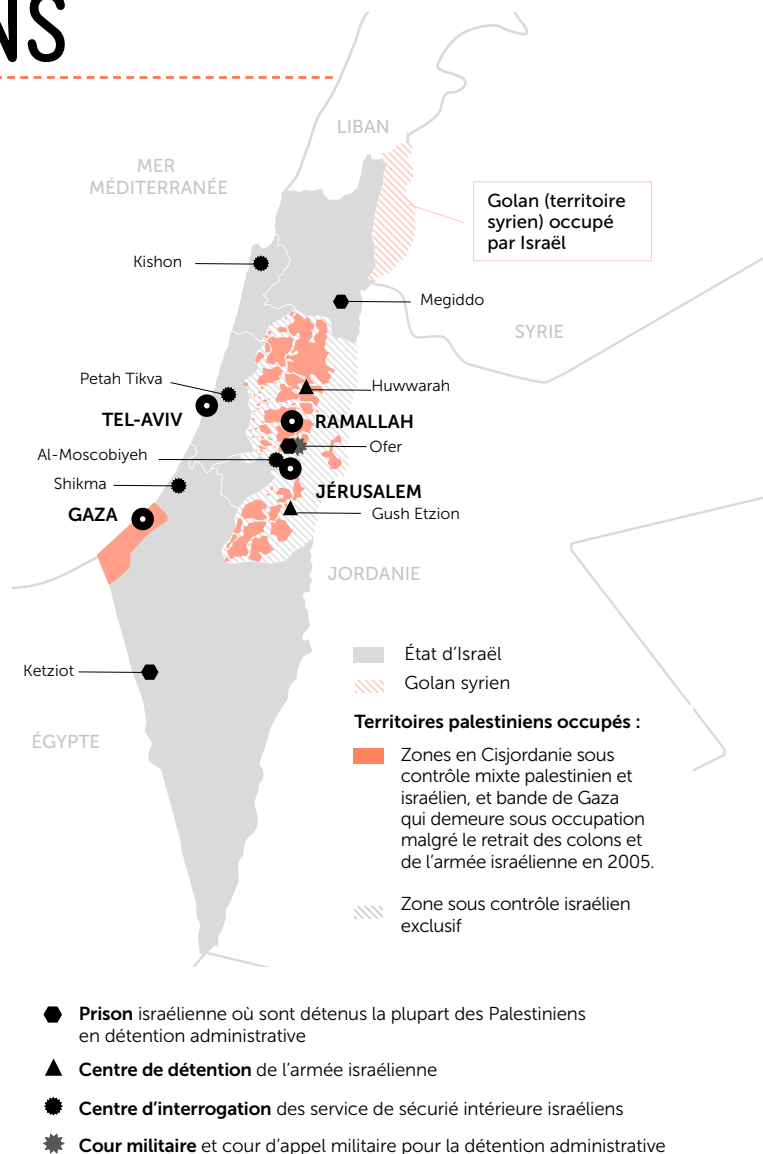 NS
LIBAN
MER
MÉDITERRANÉE
Golan (territoire
syrien) occupé
par Israël
Kishon
Megiddo
SYRIE
Petah Tikva
Huwwarah
TEL-AVIV
RAMALLAH
Al-Moscobiyeh
Ofer
Shikma
JÉRUSALEM
GAZA
Gush Etzion
JORDANIE
Ketziot
ÉGYPTE
État d’Israël
Golan syrien
Territoires palestiniens occupés :
Zones en Cisjordanie sous
contrôle mixte palestinien et
israélien, et bande de Gaza
qui demeure sous occupation
malgré le retrait des colons et
de l’armée israélienne en 2005.
Zone sous contrôle israélien
exclusif
Prison israélienne où sont détenus la plupart des Palestiniens
en détention administrative
Centre de détention de l’armée israélienne
Centre d’interrogation des service de sécurié intérieure israéliens
Cour militaire et cour d’appel militaire pour la détention administrative